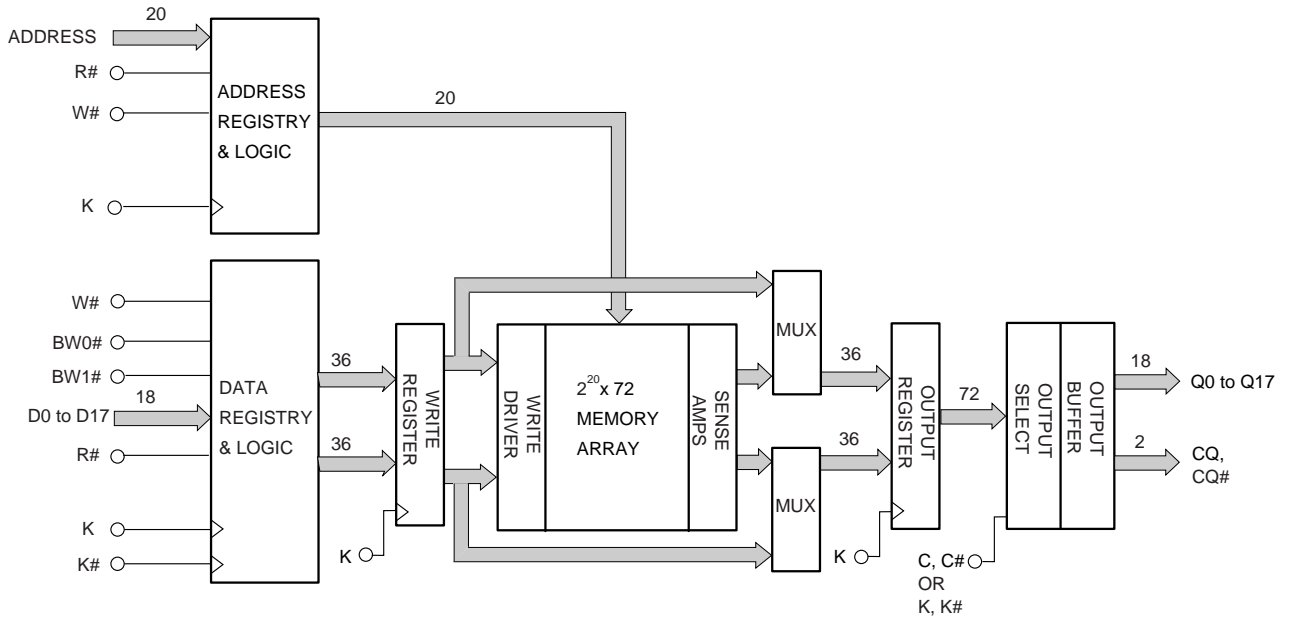 20
ADDRESS
R#
W#
K
ADDRESS
REGISTRY
& LOGIC
20
W#
BW0#
BW1#
18
D0 to D17
R#
K
K#
DATA
REGISTRY
& LOGIC
36
36
WRITE
REGISTER
K
WRITE
DRIVER
2^20 x 72
MEMORY
ARRAY
SENSE
AMPS
MUX
MUX
36
36
OUTPUT
REGISTER
K
72
OUTPUT
SELECT
OUTPUT
BUFFER
C, C#
OR
K, K#
18
Q0 to Q17
2
CQ,
CQ#